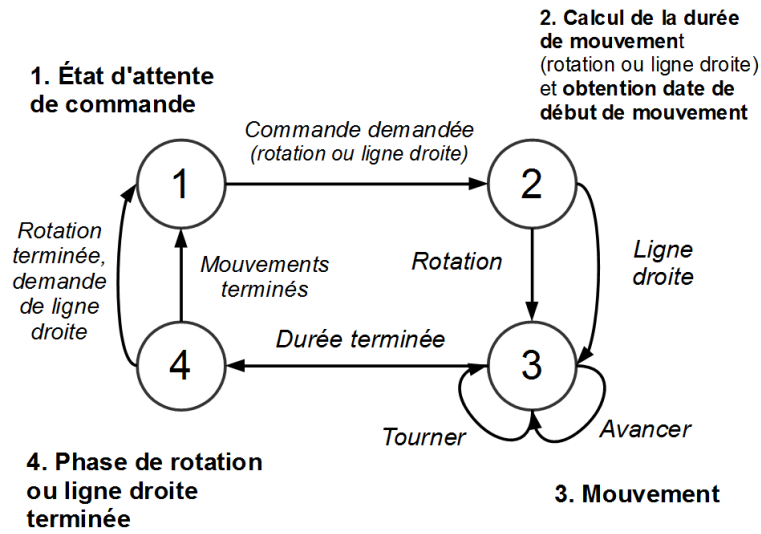 2. Calcul de la durée
de mouvement
(rotation ou ligne droite)
et obtention date de
début de mouvement
1. État d'attente
de commande
Commande demandée
(rotation ou ligne droite)
1
2
Rotation
terminée,
demande
de ligne
droite
Mouvements
terminés
Rotation
Ligne
droite
Durée terminée
4
3
Tourner
Avancer
4. Phase de rotation
ou ligne droite
terminée
3. Mouvement